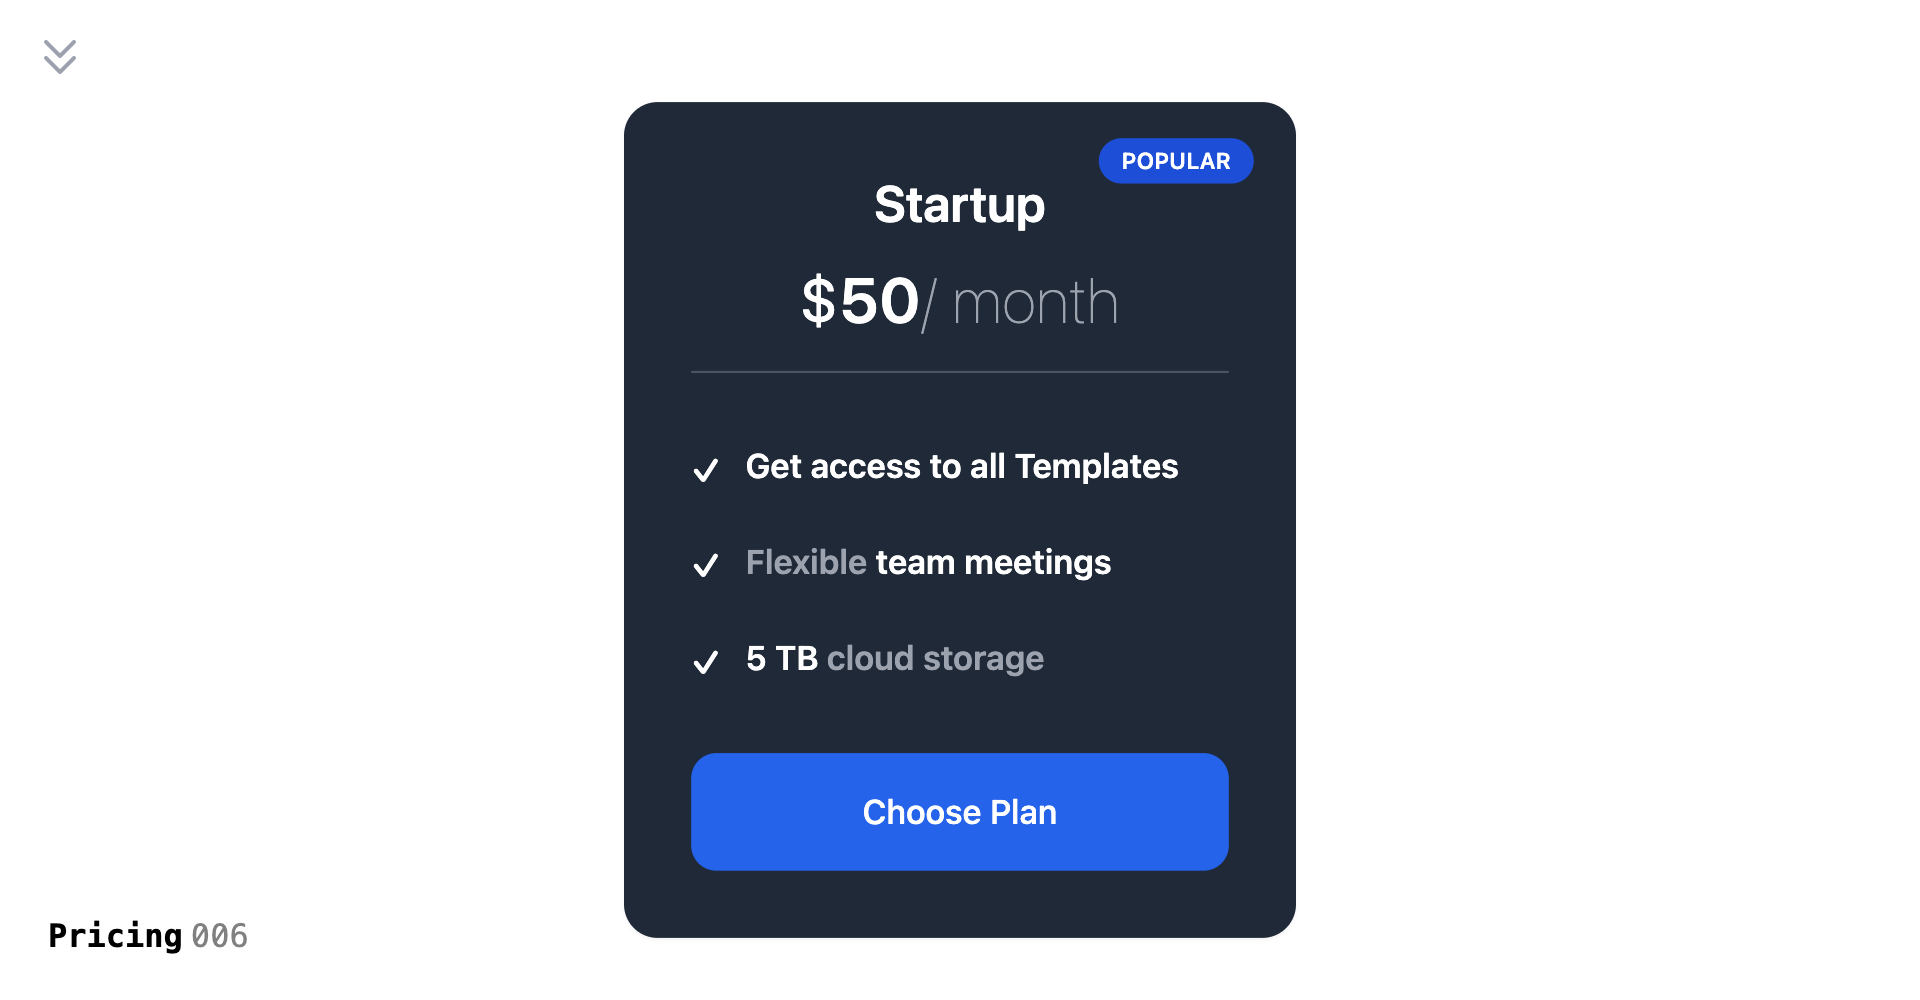 POPULAR
Startup
$50/ month
Get access to all Templates
Flexible team meetings
5 TB cloud storage
Choose Plan
Pricing 006